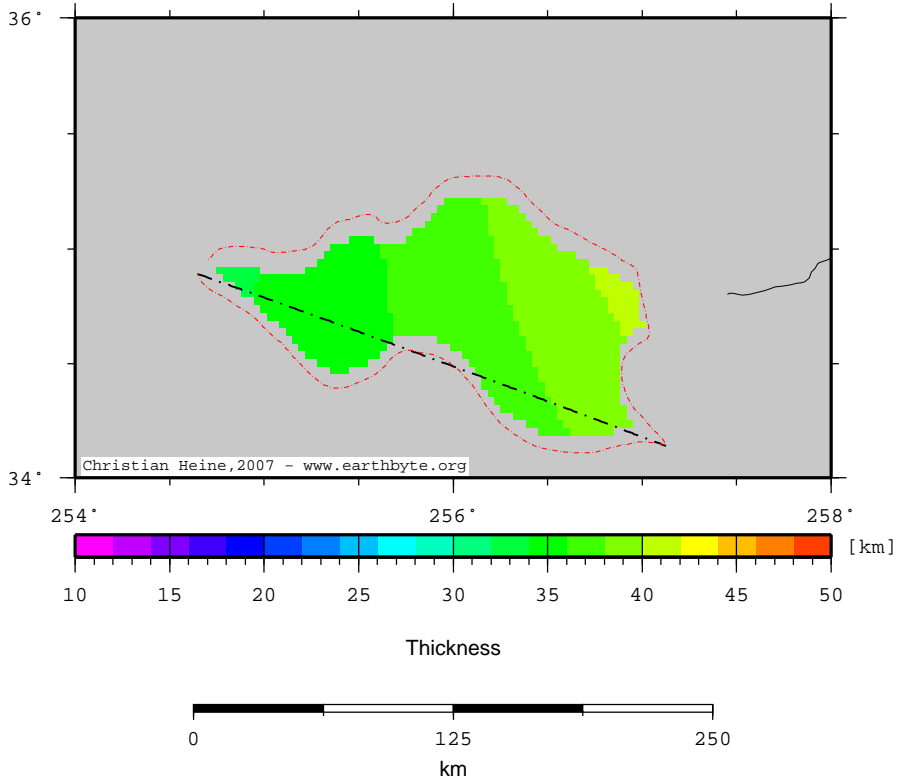 36°
34°
Christian Heine,2007 - www.earthbyte.org
254° 256° 258°
[km]
10 15 20 25 30 35 40 45 50
Thickness
0 125 250
km